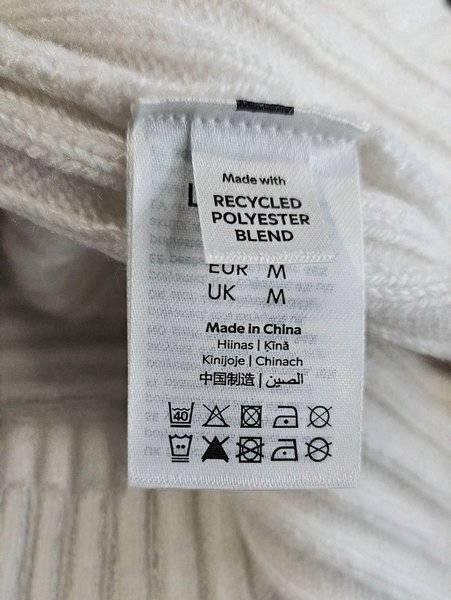 Made with
RECYCLED
POLYESTER
BLEND
EUR M
UK M
Made in China
Hiinas | Ķīnā
Kinijoje | Chinach
中国制造 | الصين
40